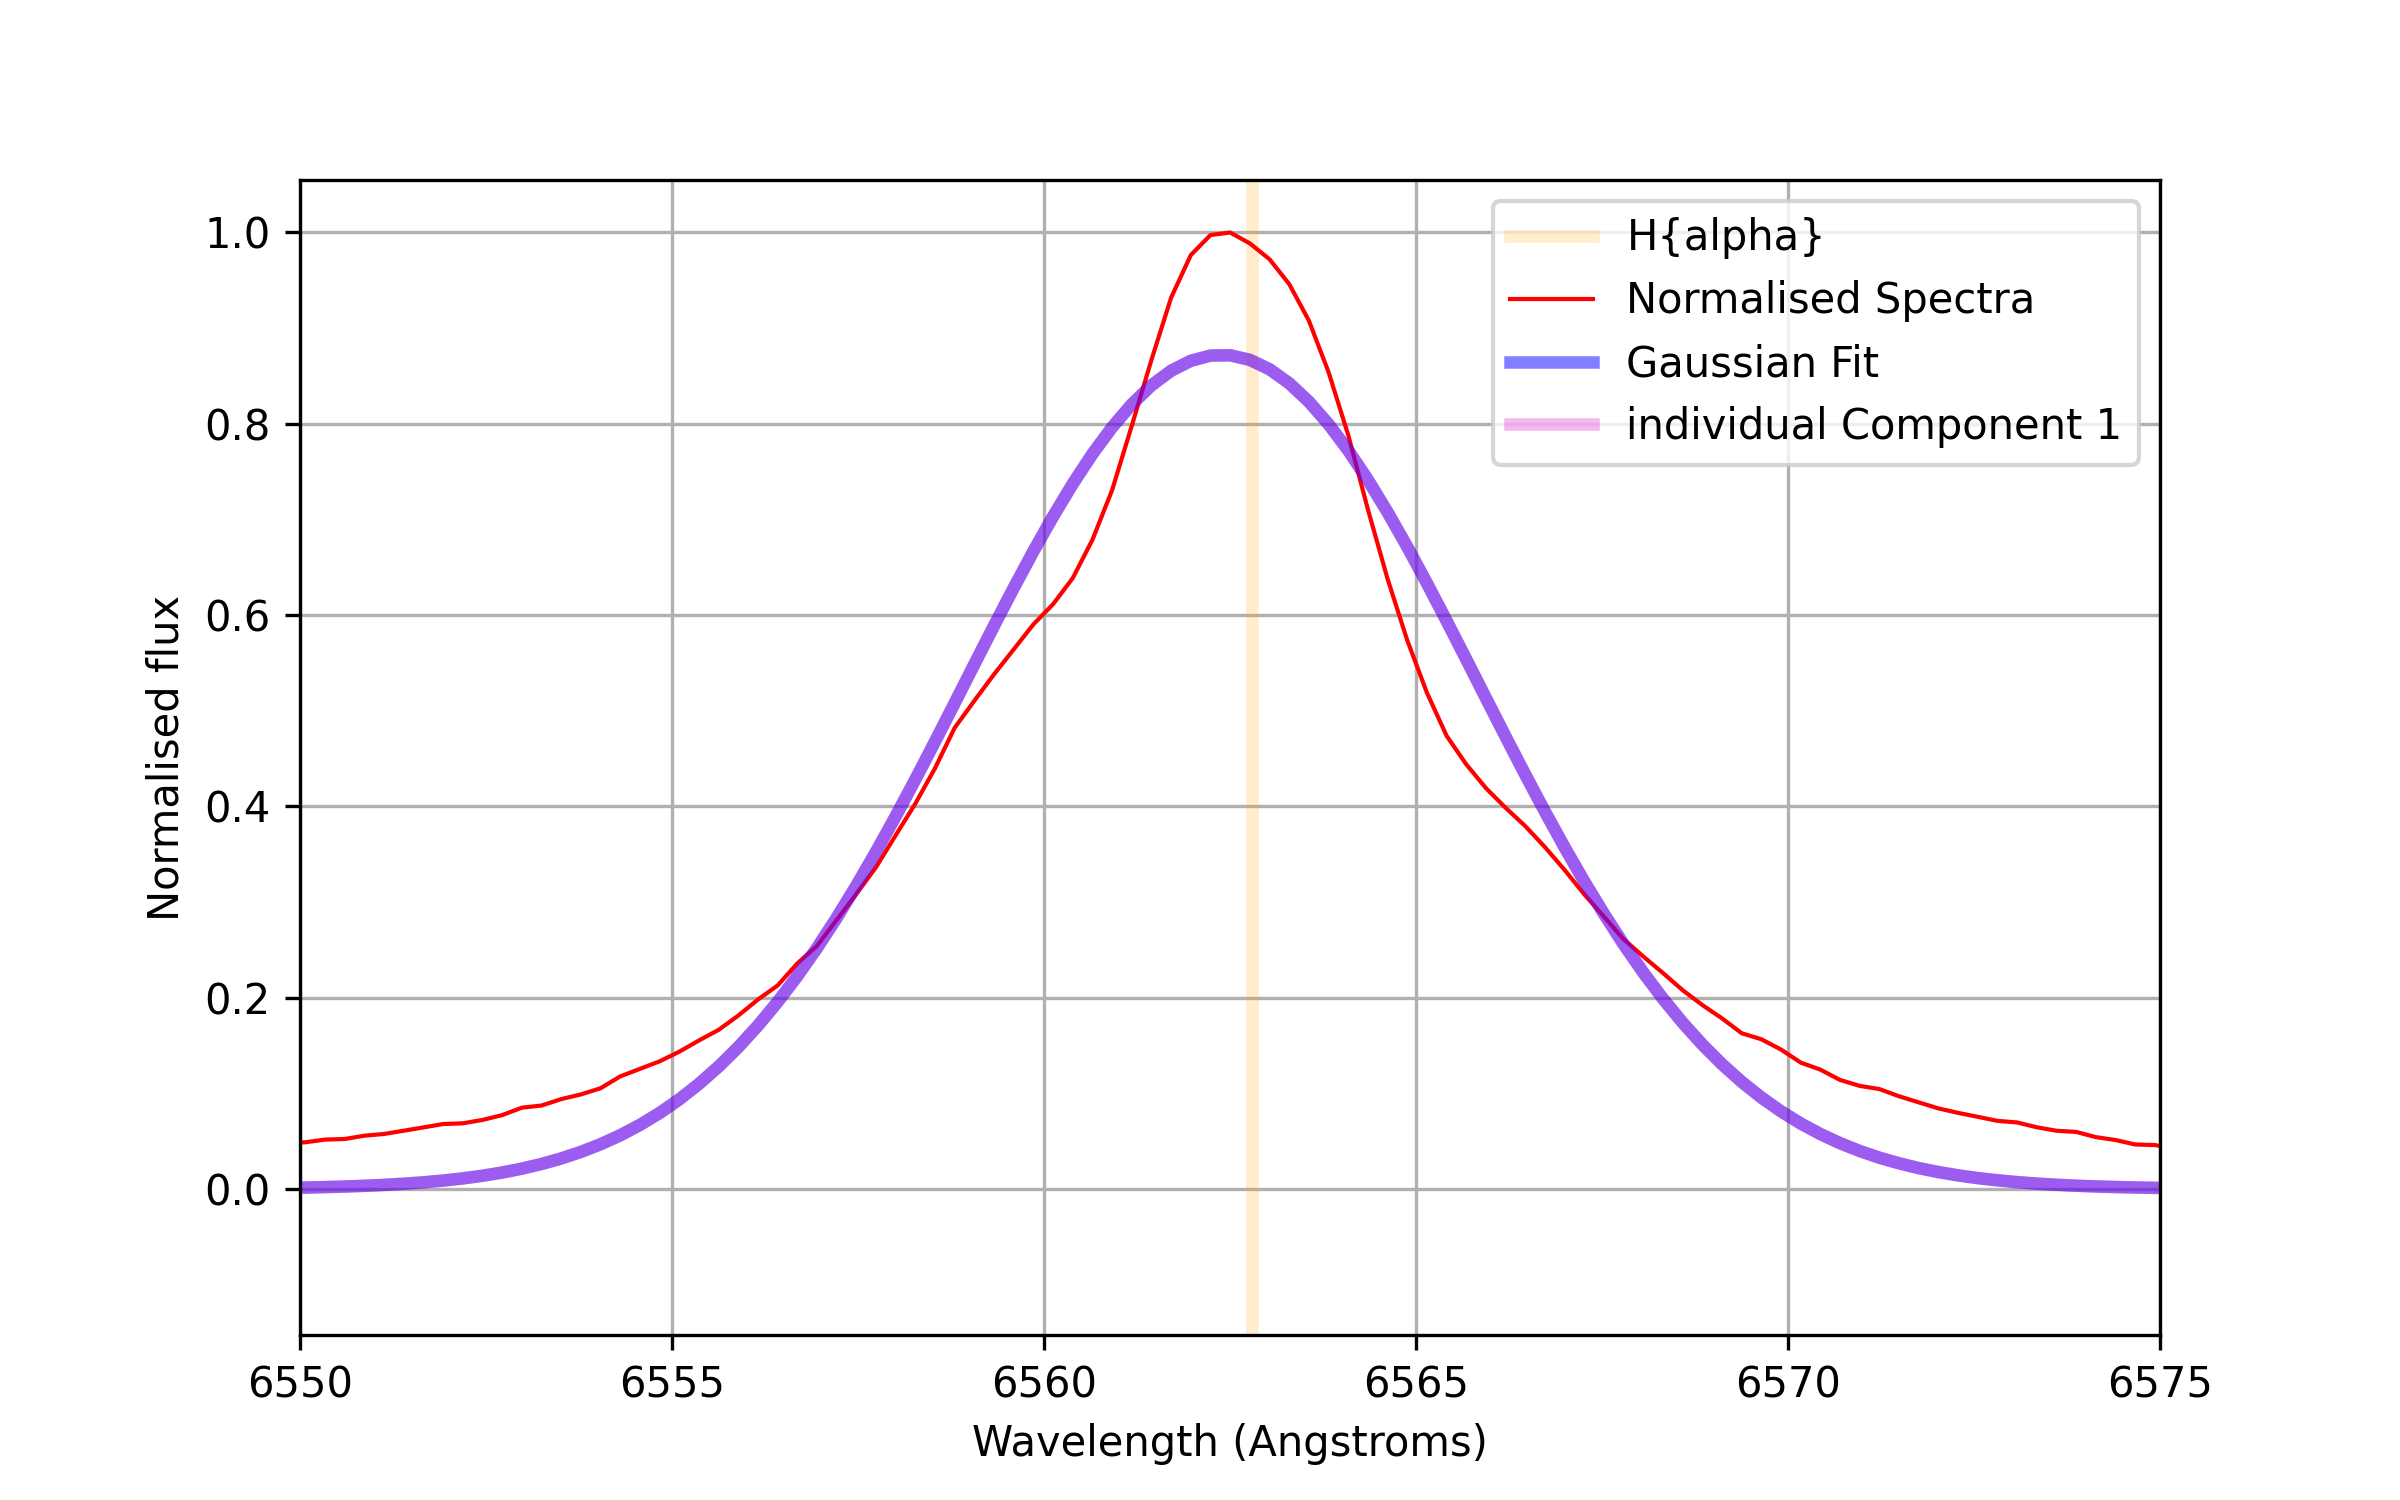 H{alpha}
Normalised Spectra
Gaussian Fit
individual Component 1
1.0
0.8
0.6
0.4
0.2
0.0
Normalised flux
6550 6555 6560 6565 6570 6575
Wavelength (Angstroms)